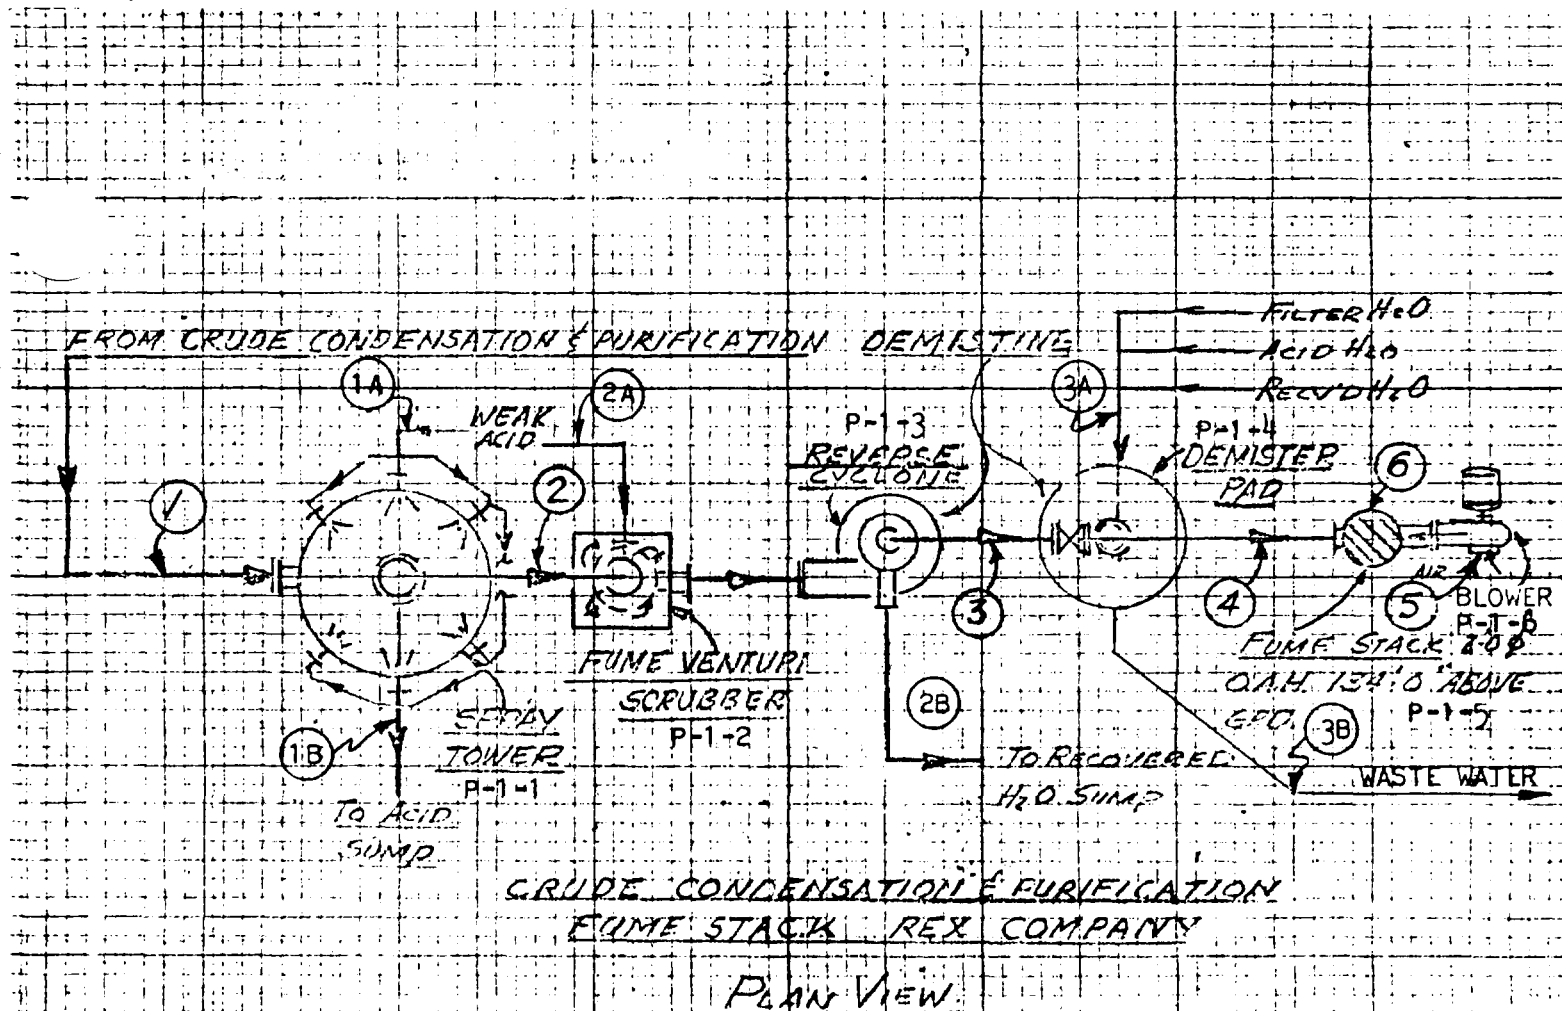 FROM CRUDE CONDENSATION & PURIFICATION DEMISTING
FILTER H2O
ACID H2O
RECV'D H2O
1A
2A
3A
WEAK
ACID
P-1-3
REVERSE
CYCLONE
P-1-4
DEMISTER
PAD
1
2
3
4
5
6
AIR
BLOWER
FUME STACK
O.A.H. 134'-0" ABOVE
P-1-5
FUME VENTURI
SCRUBBER
P-1-2
SPRAY
TOWER
P-1-1
1B
2B
3B
TO ACID
SUMP
TO RECOVERED
H2O SUMP
WASTE WATER
CRUDE CONDENSATION & PURIFICATION
FUME STACK REX COMPANY
PLAN VIEW